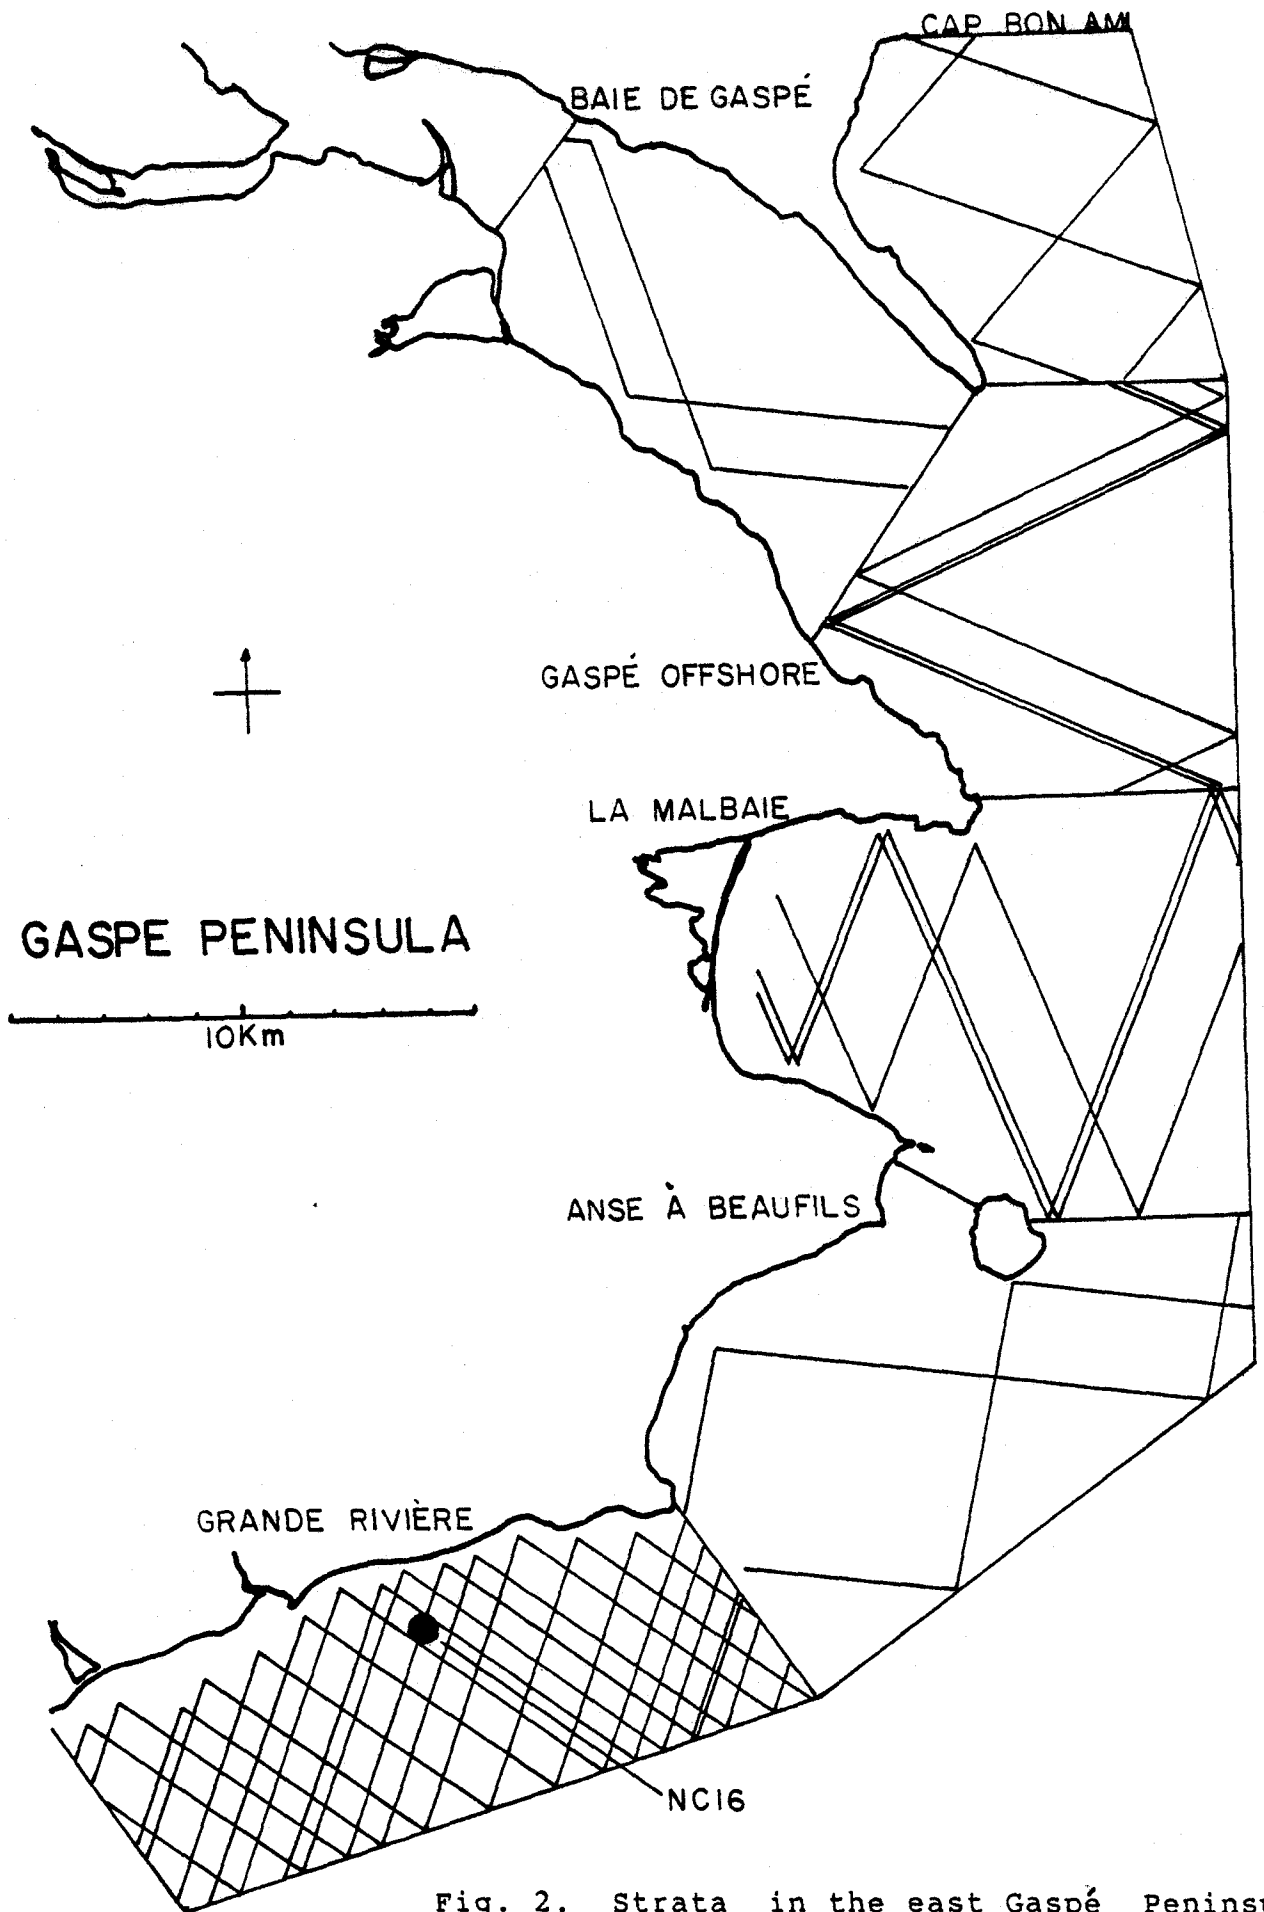 CAP BON AMI
BAIE DE GASPÉ
GASPÉ OFFSHORE
LA MALBAIE
GASPE PENINSULA
10Km
ANSE À BEAUFILS
GRANDE RIVIÈRE
NC16
Fig. 2. Strata in the east Gaspé